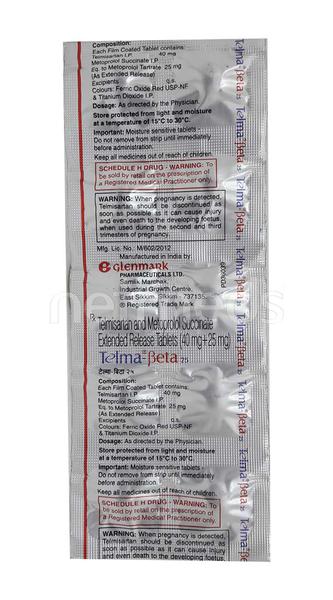 Composition:
Each Film Coated Tablet contains:
Telmisartan I.P. 40 mg
Metoprolol Succinate I.P.
Eq. to Metoprolol Tartrate 25 mg
(As Extended Release)
Excipients q.s.
Colours: Ferric Oxide Red USP-NF
& Titanium Dioxide I.P.
Dosage: As directed by the Physician.
Store protected from light and moisture
at a temperature of 15°C to 30°C.
Important: Moisture sensitive tablets -
Do not remove from strip until immediately
before administration.
Keep all medicines out of reach of children.
SCHEDULE H DRUG - WARNING: To
be sold by retail on the prescription of
a Registered Medical Practitioner only.
WARNING: When pregnancy is detected,
Telmisartan should be discontinued as
soon as possible as it can cause injury
and even death to the developing foetus,
when used during the second and third
trimesters of pregnancy.
Mfg. Lic. No.: M/602/2012
Manufactured in India by
glenmark
PHARMACEUTICALS LTD.
Samlik Marchak,
Industrial Growth Centre,
East Sikkim, Sikkim - 737135.
® Registered Trade Mark
Rx
Telmisartan and Metoprolol Succinate
Extended Release Tablets (40 mg+25 mg)
Telma-Beta 25
टेल्मा-बिटा २५
Composition:
Each Film Coated Tablet contains:
Telmisartan I.P. 40 mg
Metoprolol Succinate I.P.
Eq. to Metoprolol Tartrate 25 mg
(As Extended Release)
Excipients q.s.
Colours: Ferric Oxide Red USP-NF
& Titanium Dioxide I.P.
Dosage: As directed by the Physician.
Store protected from light and moisture
at a temperature of 15°C to 30°C.
Important: Moisture sensitive tablets -
Do not remove from strip until immediately
before administration.
Keep all medicines out of reach of children.
SCHEDULE H DRUG - WARNING: To
be sold by retail on the prescription of
a Registered Medical Practitioner only.
WARNING: When pregnancy is detected,
Telmisartan should be discontinued as
soon as possible as it can cause injury
and even death to the developing foetus,
Telma-Beta 25 Telma-Beta 25 Telma-Beta 25 Telma-Beta 25